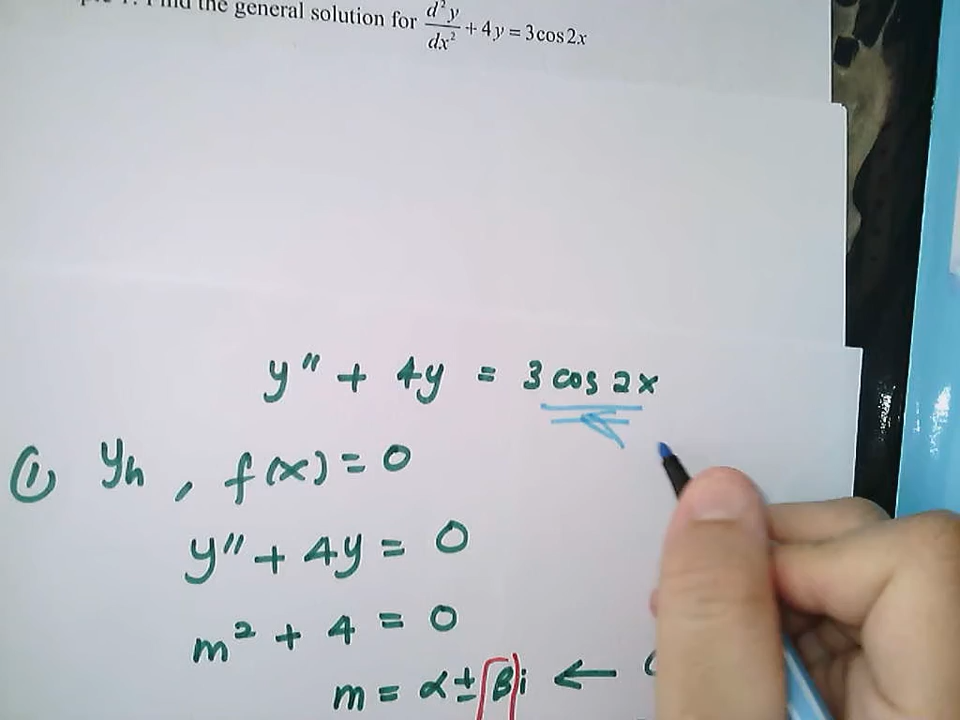 the general solution for d²y/dx² + 4y = 3cos2x
y'' + 4y = 3 cos 2x
① yh , f(x) = 0
y'' + 4y = 0
m² + 4 = 0
m = α ± βi ←